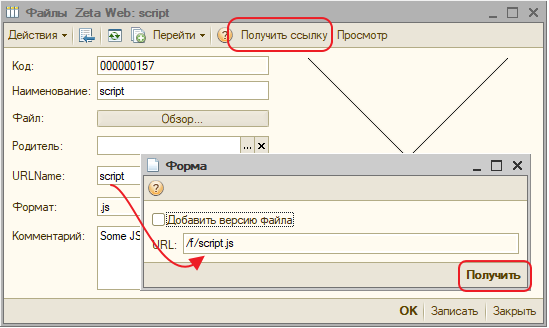 Файлы Zeta Web: script
Действия Перейти Получить ссылку Просмотр
Код: 000000157
Наименование: script
Файл: Обзор...
Родитель: ...
Форма
URLName: script
Добавить версию файла
Формат: .js
URL: /f/script.js
Комментарий: Some JS
Получить
OK Записать Закрыть